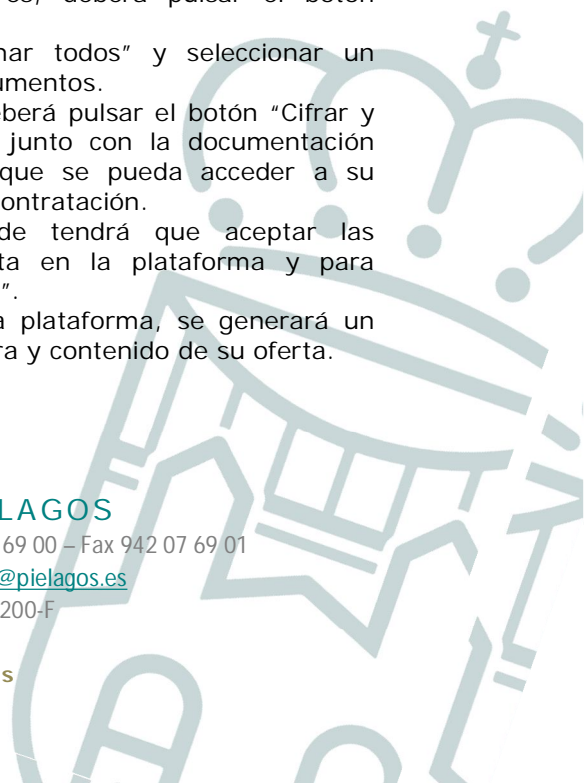 es, deberá pulsar el botón
nar todos” y seleccionar un
umentos.
eberá pulsar el botón “Cifrar y
junto con la documentación
que se pueda acceder a su
ontratación.
de tendrá que aceptar las
ta en la plataforma y para
”.
a plataforma, se generará un
ra y contenido de su oferta.
LAGOS
69 00 – Fax 942 07 69 01
@pielagos.es
200-F
s